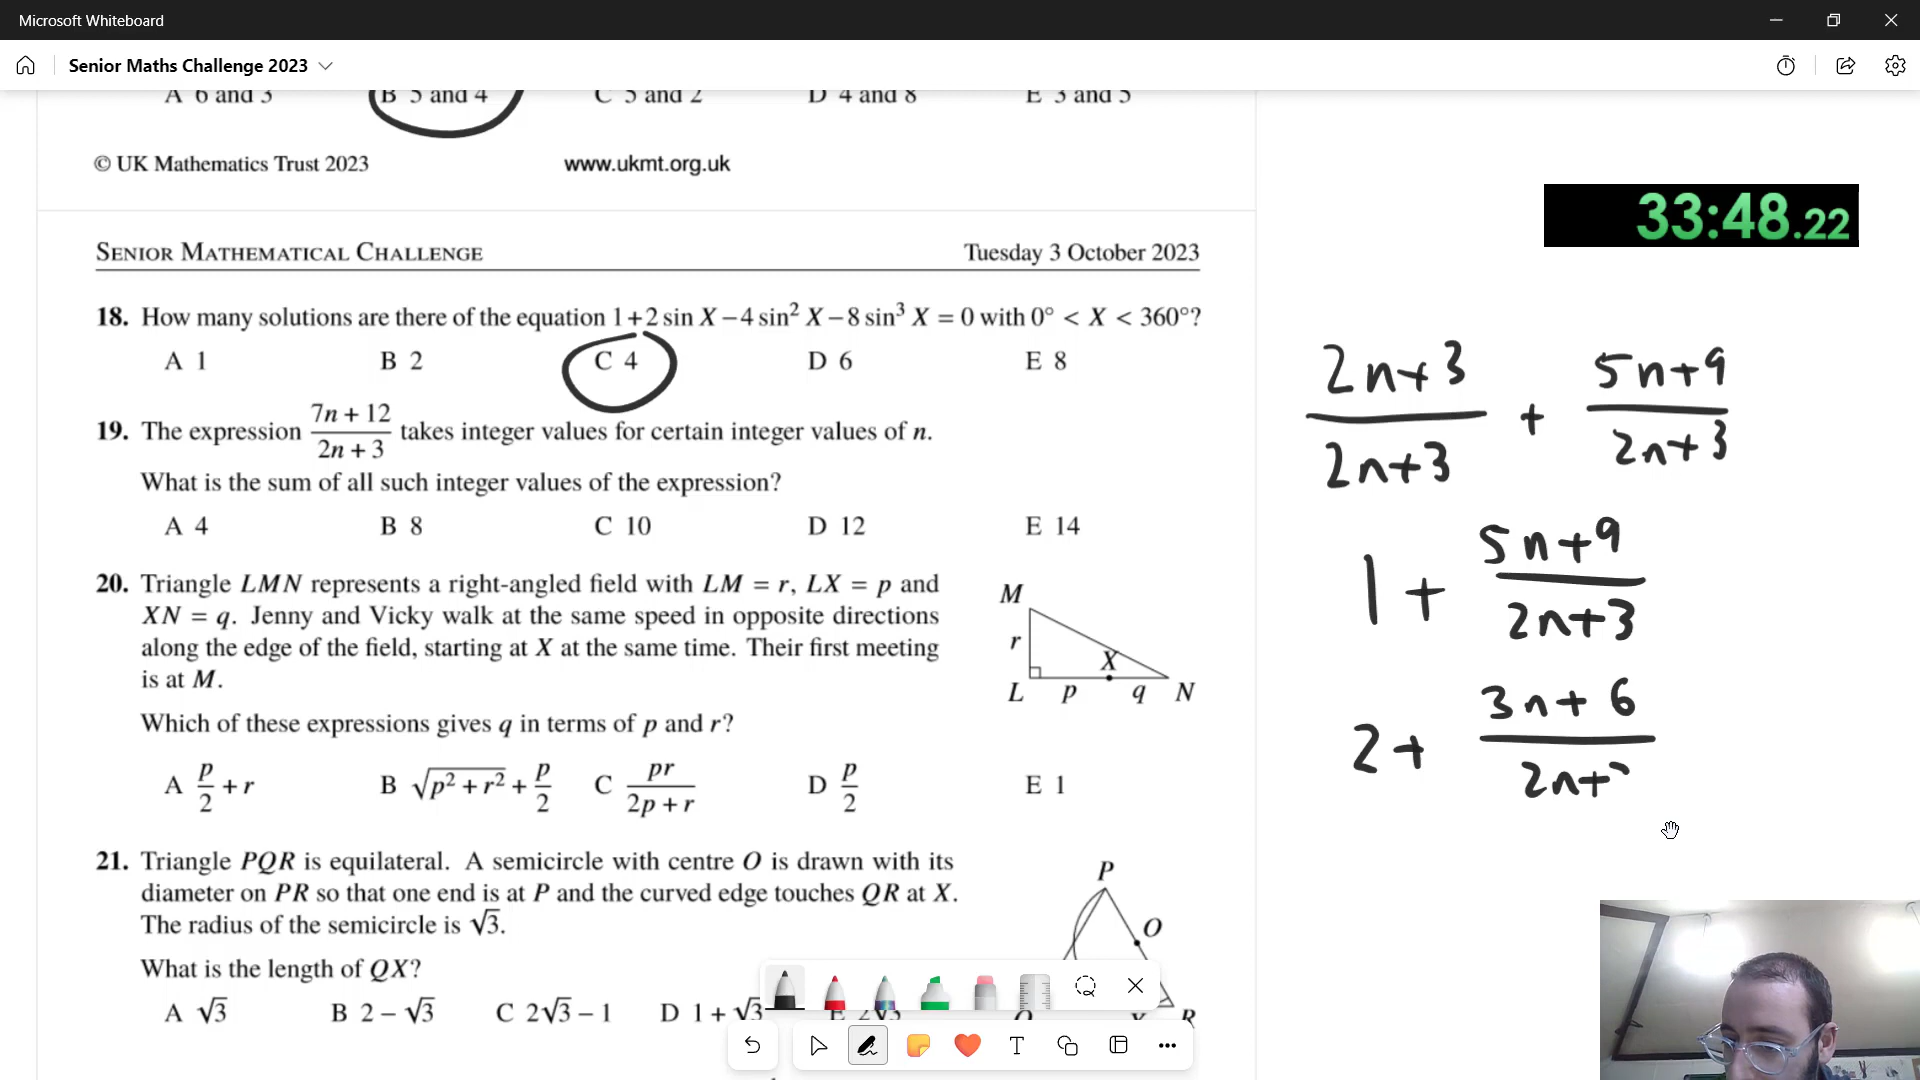 Microsoft Whiteboard
Senior Maths Challenge 2023
A 6 and 3 B 5 and 4 C 5 and 2 D 4 and 8 E 3 and 5
© UK Mathematics Trust 2023 www.ukmt.org.uk
33:48.22
SENIOR MATHEMATICAL CHALLENGE Tuesday 3 October 2023
18. How many solutions are there of the equation 1+2 sin X−4 sin² X−8 sin³ X = 0 with 0° < X < 360°?
A 1 B 2 C 4 D 6 E 8
19. The expression (7n + 12)/(2n + 3) takes integer values for certain integer values of n.
What is the sum of all such integer values of the expression?
A 4 B 8 C 10 D 12 E 14
20. Triangle LMN represents a right-angled field with LM = r, LX = p and
XN = q. Jenny and Vicky walk at the same speed in opposite directions
along the edge of the field, starting at X at the same time. Their first meeting
is at M.
M
r
X
L p q N
Which of these expressions gives q in terms of p and r?
A p/2 + r B √(p² + r²) + p/2 C pr/(2p + r) D p/2 E 1
21. Triangle PQR is equilateral. A semicircle with centre O is drawn with its
diameter on PR so that one end is at P and the curved edge touches QR at X.
The radius of the semicircle is √3.
P
O
What is the length of QX?
A √3 B 2 − √3 C 2√3 − 1 D 1 + √3
R
(2n+3)/(2n+3) + (5n+9)/(2n+3)
1 + (5n+9)/(2n+3)
2 + (3n+6)/(2n+
T